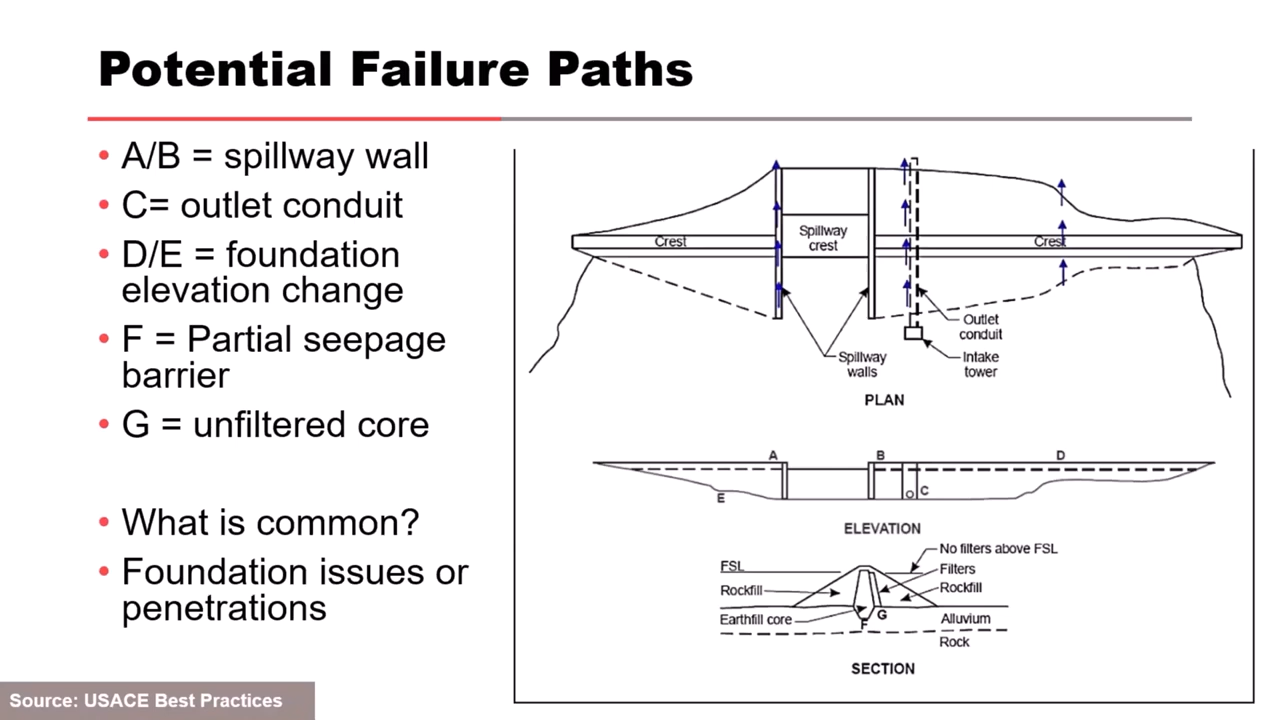 Potential Failure Paths
• A/B = spillway wall
• C= outlet conduit
• D/E = foundation
elevation change
• F = Partial seepage
barrier
• G = unfiltered core
• What is common?
• Foundation issues or
penetrations
Source: USACE Best Practices
Crest
Spillway
crest
Crest
Outlet
conduit
Spillway
walls
Intake
tower
PLAN
A
B
D
E
C
ELEVATION
No filters above FSL
FSL
Filters
Rockfill
Rockfill
Earthfill core
F
G
Alluvium
Rock
SECTION